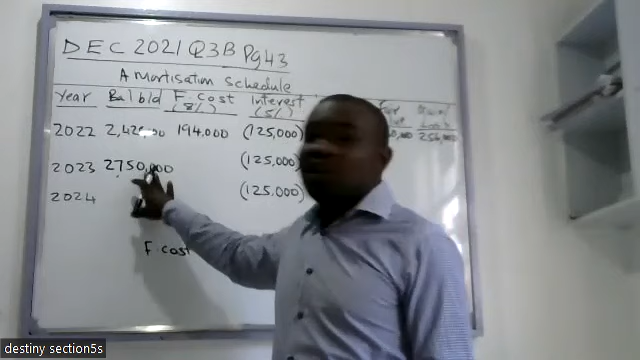 DEC 2021 Q3B Pg43
Amortisation Schedule
Year Bal b/d F.cost Interest
(8%) (5%)
2022 194,000 (125,000)
2023 2750,000 (125,000)
2024 (125,000)
F.cost
destiny section5s